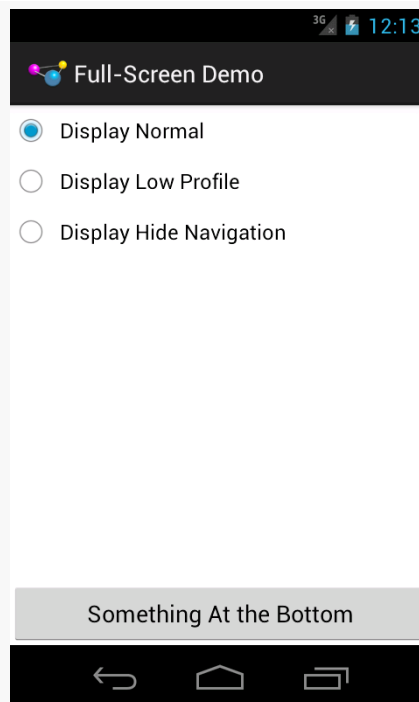 3G 12:13
Full-Screen Demo
Display Normal
Display Low Profile
Display Hide Navigation
Something At the Bottom